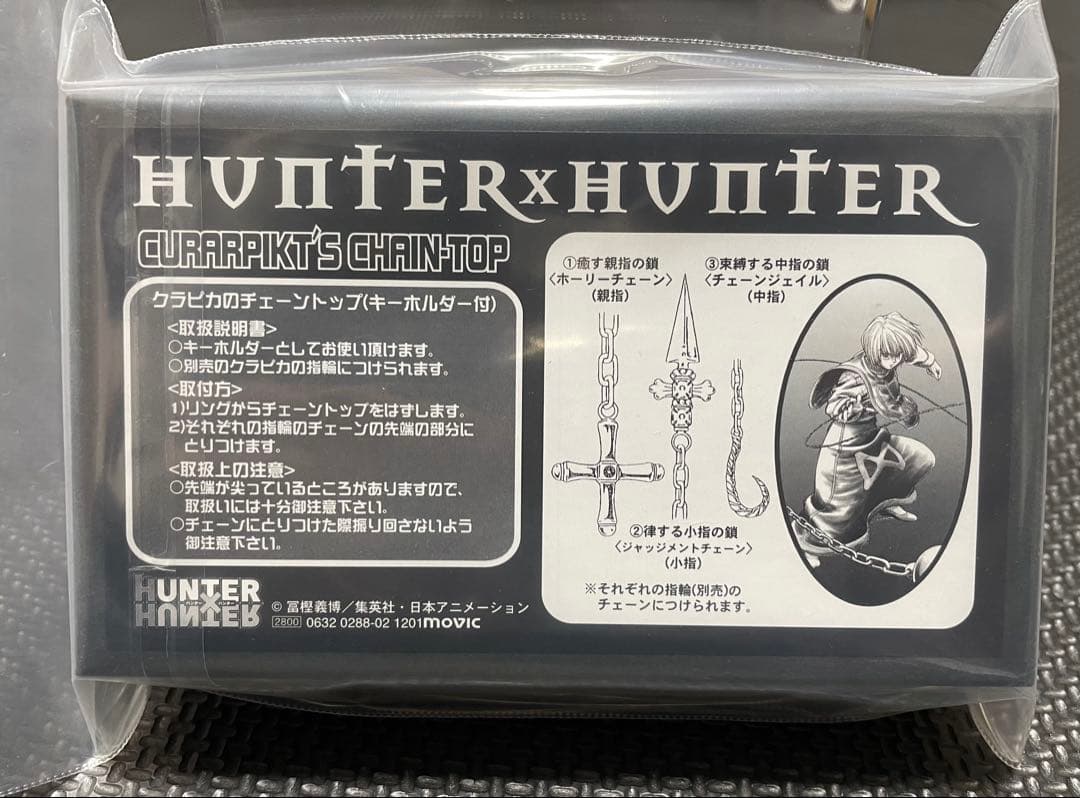 HUNTER×HUNTER
CURARPIKT'S CHAIN-TOP
クラピカのチェーントップ(キーホルダー付)
<取扱説明書>
○キーホルダーとしてお使い頂けます。
○別売のクラピカの指輪につけられます。
<取付方>
1)リングからチェーントップをはずします。
2)それぞれの指輪のチェーンの先端の部分に
とりつけます。
<取扱上の注意>
○先端が尖っているところがありますので、
取扱いには十分御注意下さい。
○チェーンにとりつけた際振り回さないよう
御注意下さい。
①癒す親指の鎖
〈ホーリーチェーン〉
(親指)
③束縛する中指の鎖
〈チェーンジェイル〉
(中指)
②律する小指の鎖
〈ジャッジメントチェーン〉
(小指)
※それぞれの指輪(別売)の
チェーンにつけられます。
HUNTER
ハンター×ハンター
HUNTER
© 冨樫義博/集英社・日本アニメーション
2800 0632 0288-02 1201movic